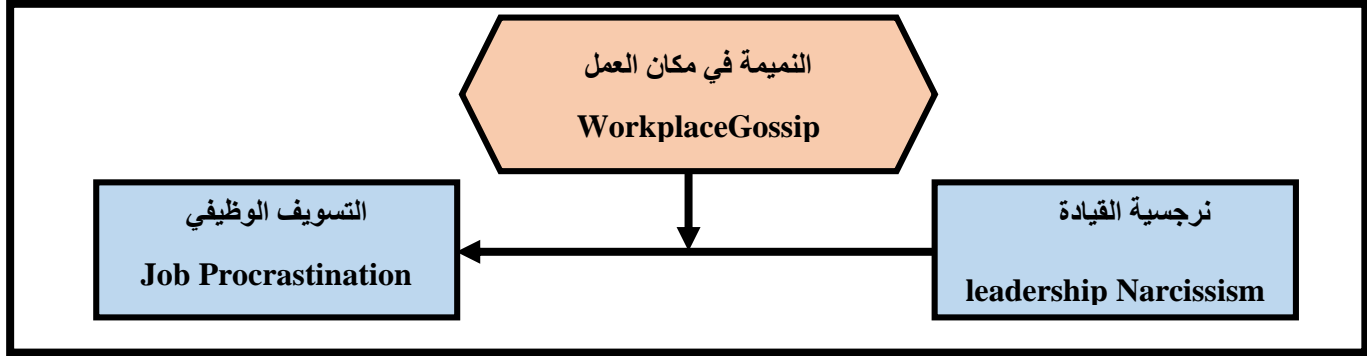 النميمة في مكان العمل
WorkplaceGossip
نرجسية القيادة
leadership Narcissism
التسويف الوظيفي
Job Procrastination